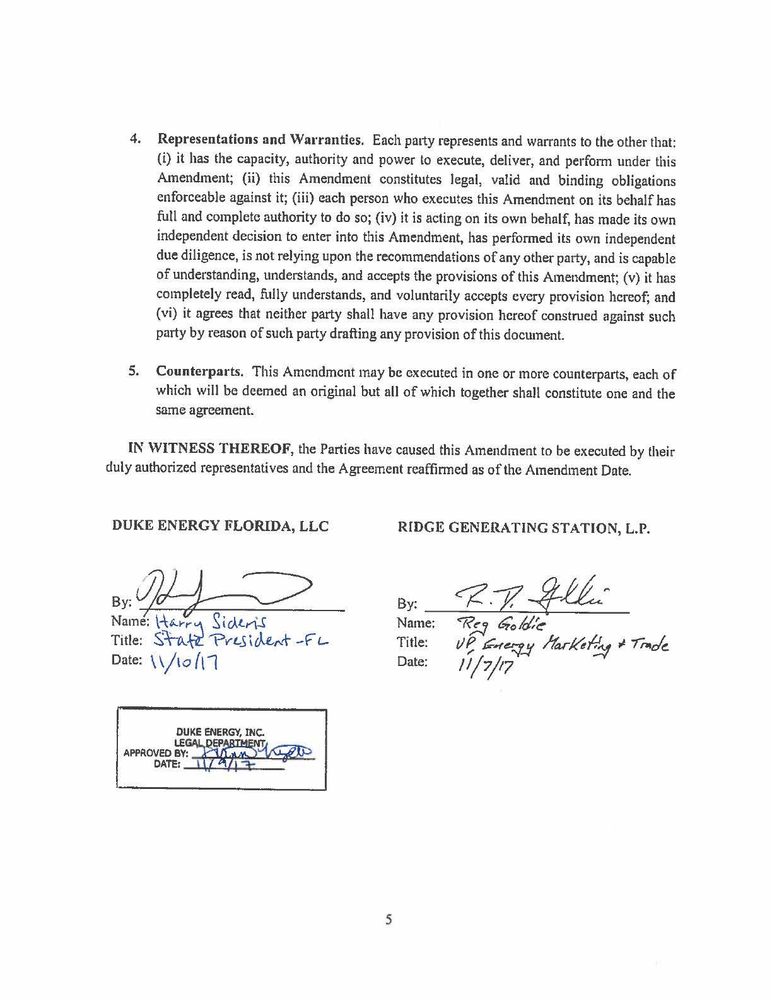 4. Representations and Warranties. Each party represents and warrants to the other that:
(i) it has the capacity, authority and power to execute, deliver, and perform under this
Amendment; (ii) this Amendment constitutes legal, valid and binding obligations
enforceable against it; (iii) each person who executes this Amendment on its behalf has
full and complete authority to do so; (iv) it is acting on its own behalf, has made its own
independent decision to enter into this Amendment, has performed its own independent
due diligence, is not relying upon the recommendations of any other party, and is capable
of understanding, understands, and accepts the provisions of this Amendment; (v) it has
completely read, fully understands, and voluntarily accepts every provision hereof; and
(vi) it agrees that neither party shall have any provision hereof construed against such
party by reason of such party drafting any provision of this document.
5. Counterparts. This Amendment may be executed in one or more counterparts, each of
which will be deemed an original but all of which together shall constitute one and the
same agreement.
IN WITNESS THEREOF, the Parties have caused this Amendment to be executed by their
duly authorized representatives and the Agreement reaffirmed as of the Amendment Date.
DUKE ENERGY FLORIDA, LLC
By:
Name: Harry Sideris
Title: State President - FL
Date: 11/10/17
RIDGE GENERATING STATION, L.P.
By: R.D.
Name: Reg Goldie
Title: VP, Energy Marketing & Trade
Date: 11/7/17
DUKE ENERGY, INC.
LEGAL DEPARTMENT
APPROVED BY:
DATE: 11/9/17
5